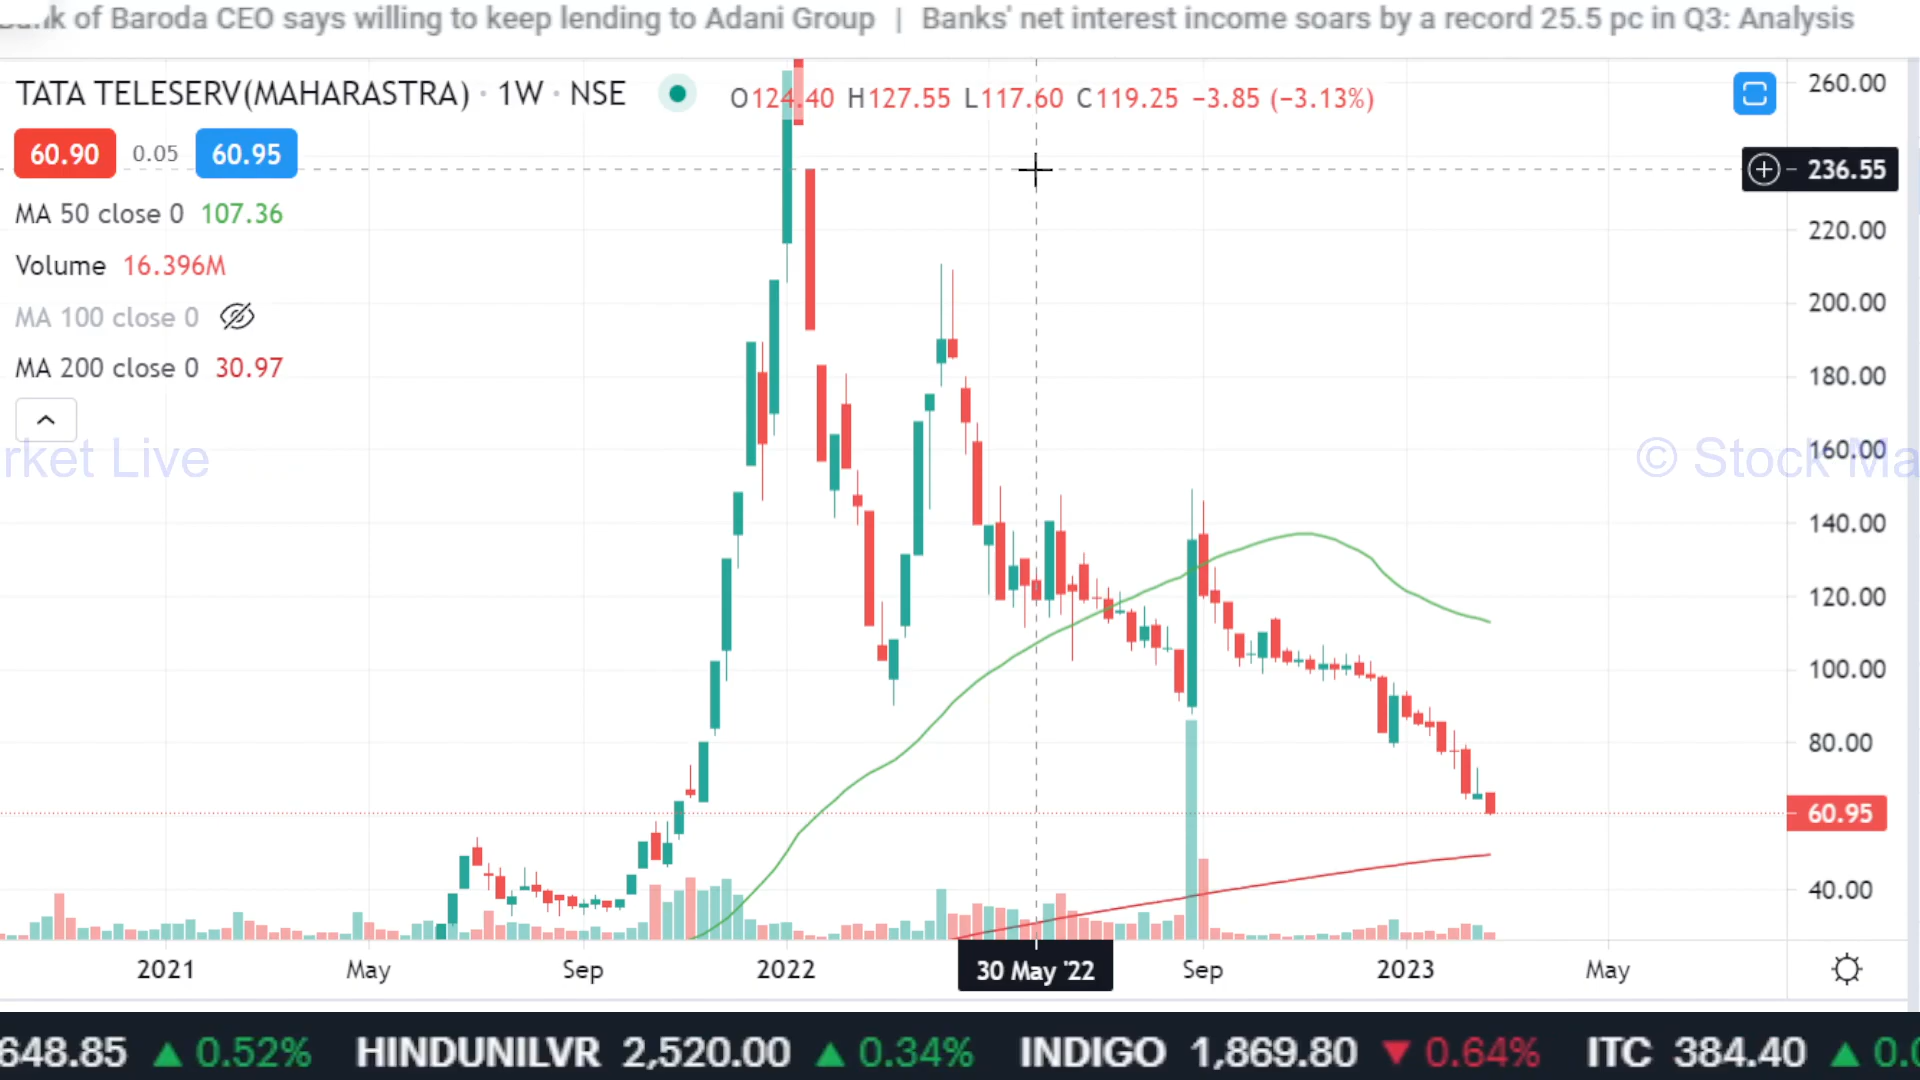 of Baroda CEO says willing to keep lending to Adani Group | Banks' net interest income soars by a record 25.5 pc in Q3: Analysis
TATA TELESERV(MAHARASTRA) · 1W · NSE O124.40 H127.55 L117.60 C119.25 −3.85 (−3.13%)
60.90 0.05 60.95
MA 50 close 0 107.36
Volume 16.396M
MA 100 close 0
MA 200 close 0 30.97
rket Live
© Stock Ma
260.00
236.55
220.00
200.00
180.00
160.00
140.00
120.00
100.00
80.00
60.95
40.00
2021 May Sep 2022 30 May '22 Sep 2023 May
648.85 ▲ 0.52% HINDUNILVR 2,520.00 ▲ 0.34% INDIGO 1,869.80 ▼ 0.64% ITC 384.40 ▲ 0.0